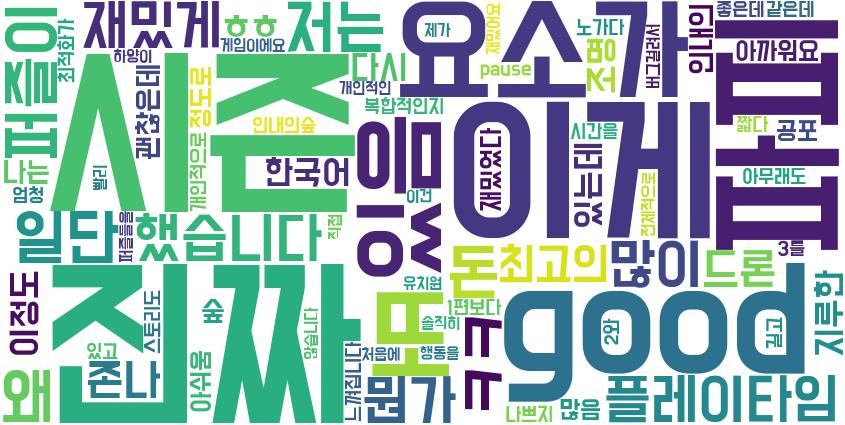 퍼즐이
최적화가
재밌게
하양이
ㅎㅎ
게임이에요
저는
제가
요소가
재밌어요
노가다
pause
조명
버그걸려서
인내의
좋은데
같은데
아까워요
ㅠㅠ
시즌
괜찮은데
정도로
인내의숲
다시
개인적인
복합적인지
이게
재밌었다
시간을
짧다
공포
아무래도
나뉴
엄청
빨리
개인적으로
한국어
있음
이건
있는데
전체적으로
일단
퍼즐들을
했습니다
직접
돈
최고의
많이
드론
3를
이정도
진짜
스토리도
숲
않습니다
유치원
또
1편보다
솔직히
good
2와
길고
지루한
ㅋㅋ
왜
있고
존나
아쉬움
느껴집니다
처음에
행동을
뭔가
나쁘지
많음
플레이타임